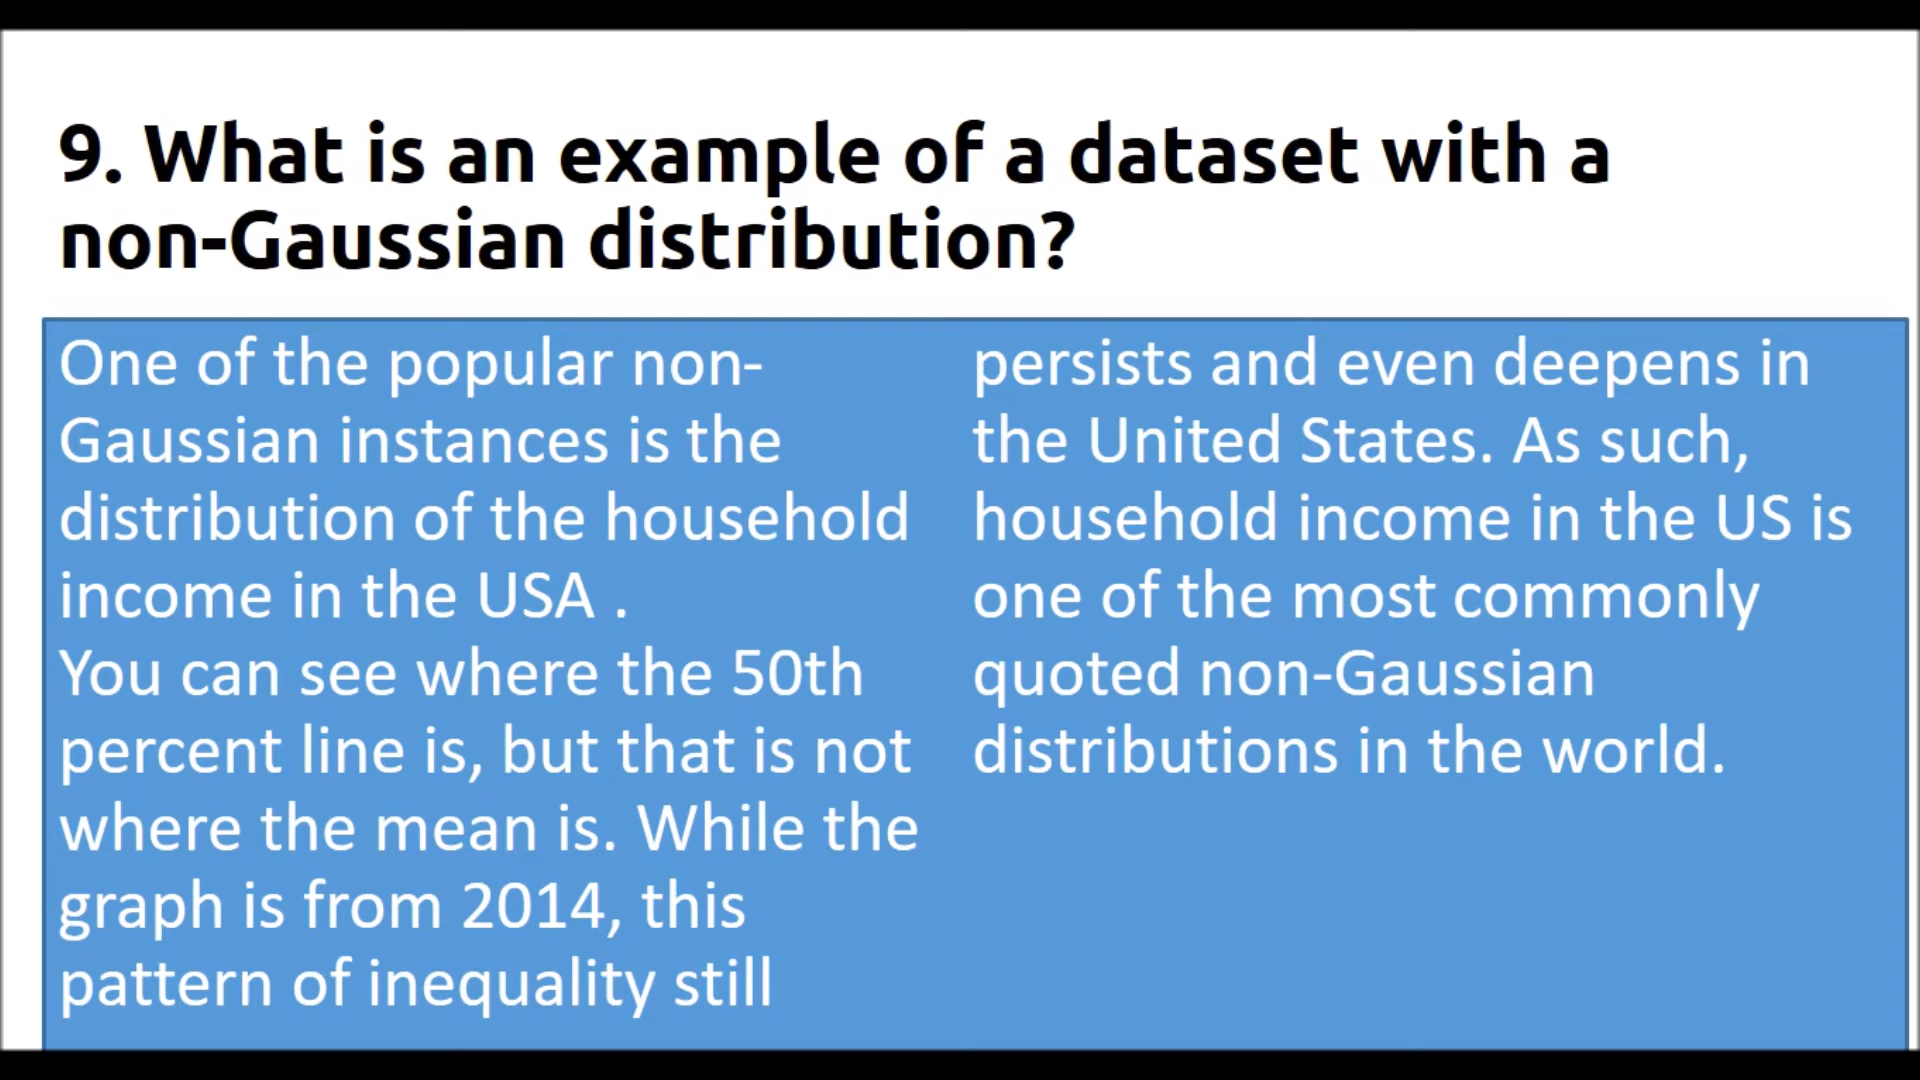 9. What is an example of a dataset with a
non-Gaussian distribution?
One of the popular non-
Gaussian instances is the
distribution of the household
income in the USA .
You can see where the 50th
percent line is, but that is not
where the mean is. While the
graph is from 2014, this
pattern of inequality still
persists and even deepens in
the United States. As such,
household income in the US is
one of the most commonly
quoted non-Gaussian
distributions in the world.